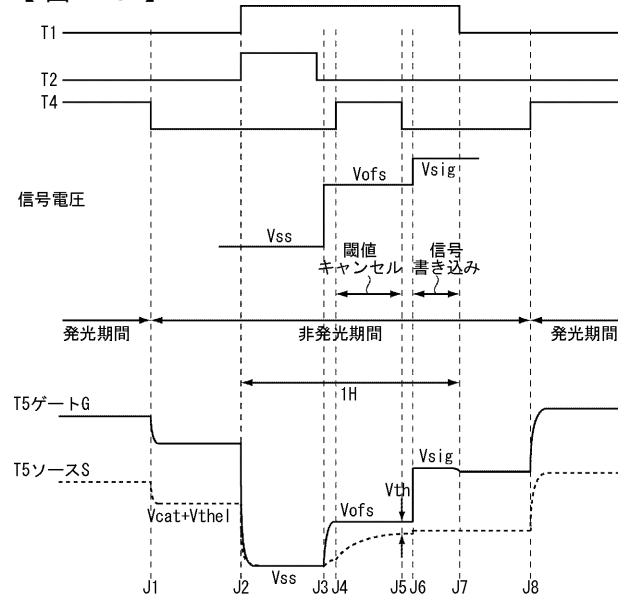 T1
T2
T4
信号電圧
Vss
Vofs
Vsig
閾値
キャンセル
信号
書き込み
発光期間
非発光期間
発光期間
1H
T5ゲートG
T5ソースS
Vcat+Vthel
Vss
Vofs
Vth
Vsig
J1
J2
J3
J4
J5
J6
J7
J8